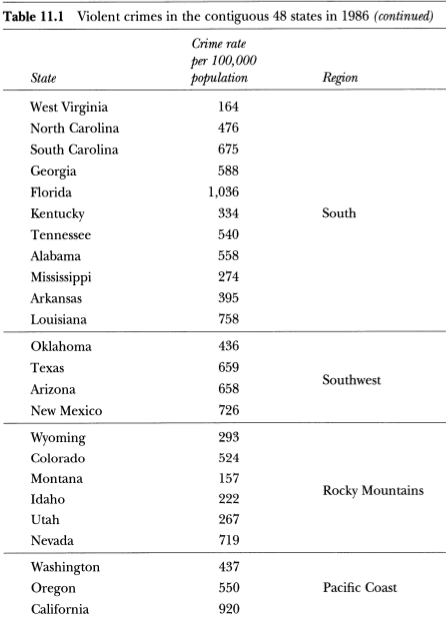 Table 11.1 Violent crimes in the contiguous 48 states in 1986 (continued)
Crime rate
per 100,000
State population Region
West Virginia 164
North Carolina 476
South Carolina 675
Georgia 588
Florida 1,036
Kentucky 334 South
Tennessee 540
Alabama 558
Mississippi 274
Arkansas 395
Louisiana 758
Oklahoma 436
Texas 659
Southwest
Arizona 658
New Mexico 726
Wyoming 293
Colorado 524
Montana 157
Rocky Mountains
Idaho 222
Utah 267
Nevada 719
Washington 437
Oregon 550 Pacific Coast
California 920